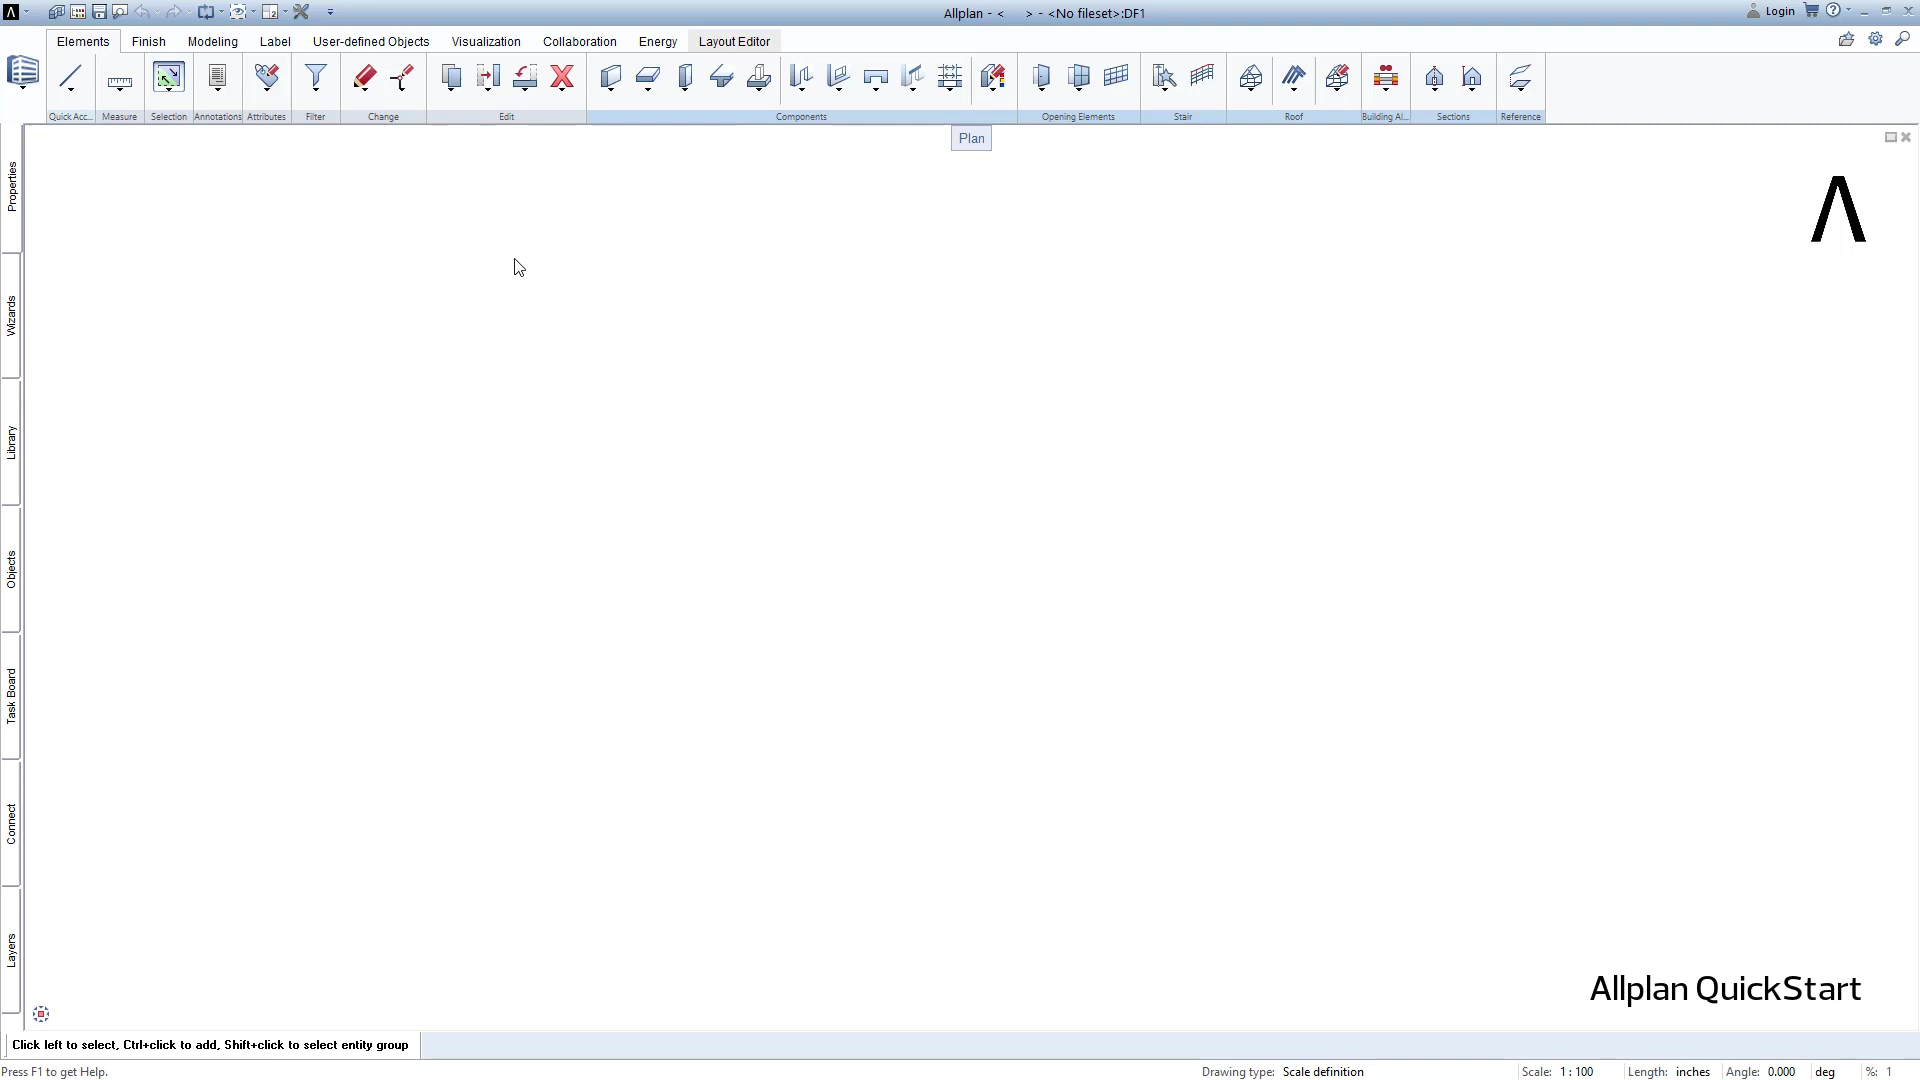 Allplan - <      > - <No fileset>:DF1
Login
Elements Finish Modeling Label User-defined Objects Visualization Collaboration Energy Layout Editor
Quick Acc... Measure Selection Annotations Attributes Filter Change Edit Components Opening Elements Stair Roof Building Al... Sections Reference
Plan
Properties
Wizards
Library
Objects
Task Board
Connect
Layers
Allplan QuickStart
Click left to select, Ctrl+click to add, Shift+click to select entity group
Press F1 to get Help.
Drawing type: Scale definition Scale: 1 : 100 Length: inches Angle: 0.000 deg %: 1